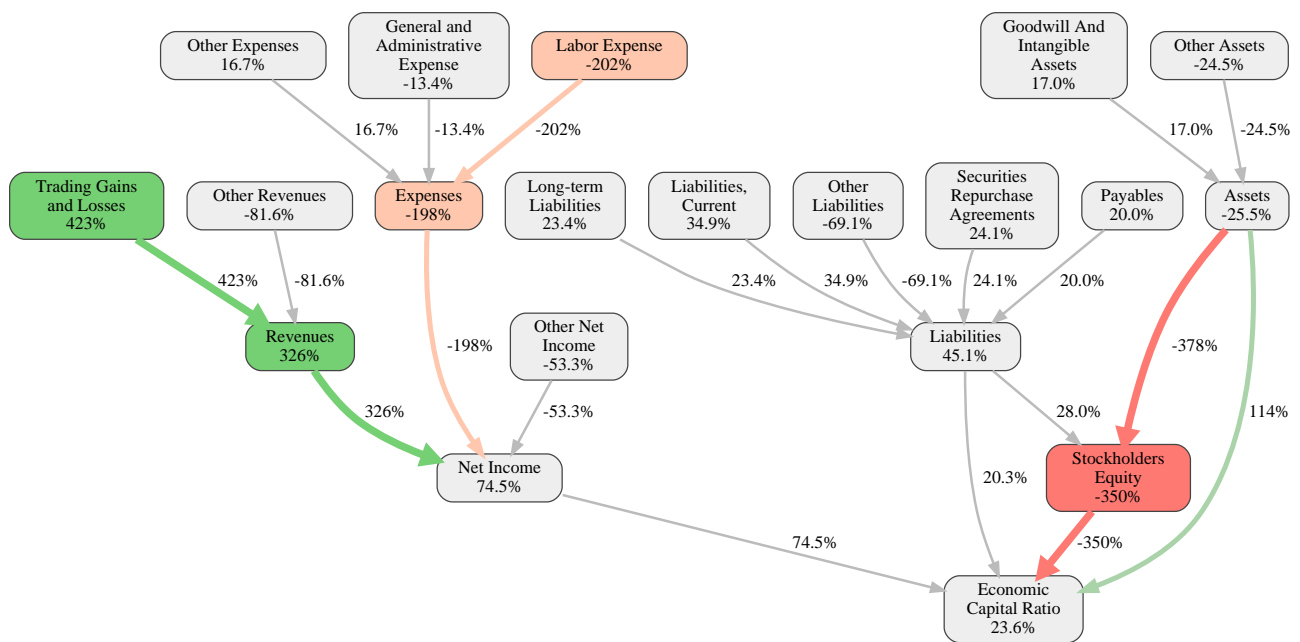 Other Expenses
16.7%
General and
Administrative
Expense
-13.4%
Labor Expense
-202%
Goodwill And
Intangible
Assets
17.0%
Other Assets
-24.5%
16.7%
-13.4%
-202%
17.0%
-24.5%
Trading Gains
and Losses
423%
Other Revenues
-81.6%
Expenses
-198%
Long-term
Liabilities
23.4%
Liabilities,
Current
34.9%
Other
Liabilities
-69.1%
Securities
Repurchase
Agreements
24.1%
Payables
20.0%
Assets
-25.5%
423%
-81.6%
23.4%
34.9%
-69.1%
24.1%
20.0%
Revenues
326%
-198%
Other Net
Income
-53.3%
Liabilities
45.1%
-378%
326%
-53.3%
28.0%
114%
Net Income
74.5%
20.3%
Stockholders
Equity
-350%
74.5%
-350%
Economic
Capital Ratio
23.6%